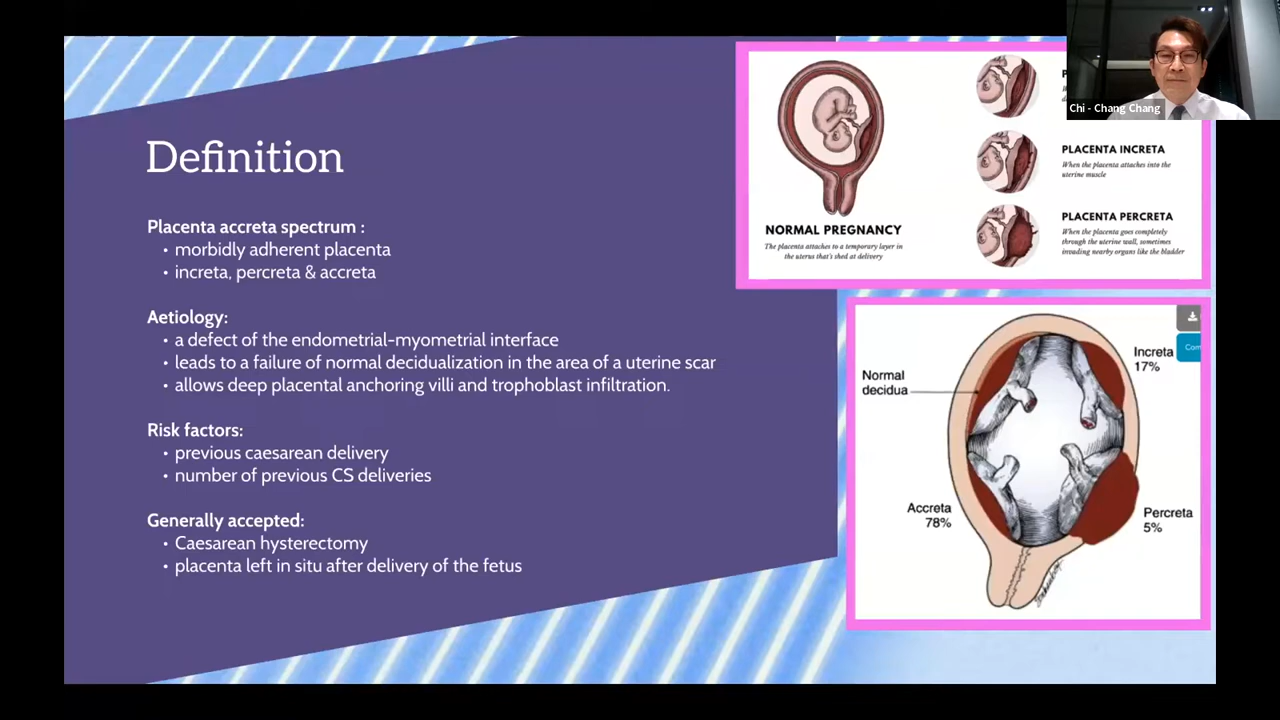 Chi - Chang Chang
Definition
Placenta accreta spectrum :
• morbidly adherent placenta
• increta, percreta & accreta
Aetiology:
• a defect of the endometrial-myometrial interface
• leads to a failure of normal decidualization in the area of a uterine scar
• allows deep placental anchoring villi and trophoblast infiltration.
Risk factors:
• previous caesarean delivery
• number of previous CS deliveries
Generally accepted:
• Caesarean hysterectomy
• placenta left in situ after delivery of the fetus
NORMAL PREGNANCY
The placenta attaches to a temporary layer in
the uterus that's shed at delivery
PLACENTA INCRETA
When the placenta attaches into the
uterine muscle
PLACENTA PERCRETA
When the placenta goes completely
through the uterine wall, sometimes
invading nearby organs like the bladder
Normal
decidua
Increta
17%
Com
Accreta
78%
Percreta
5%